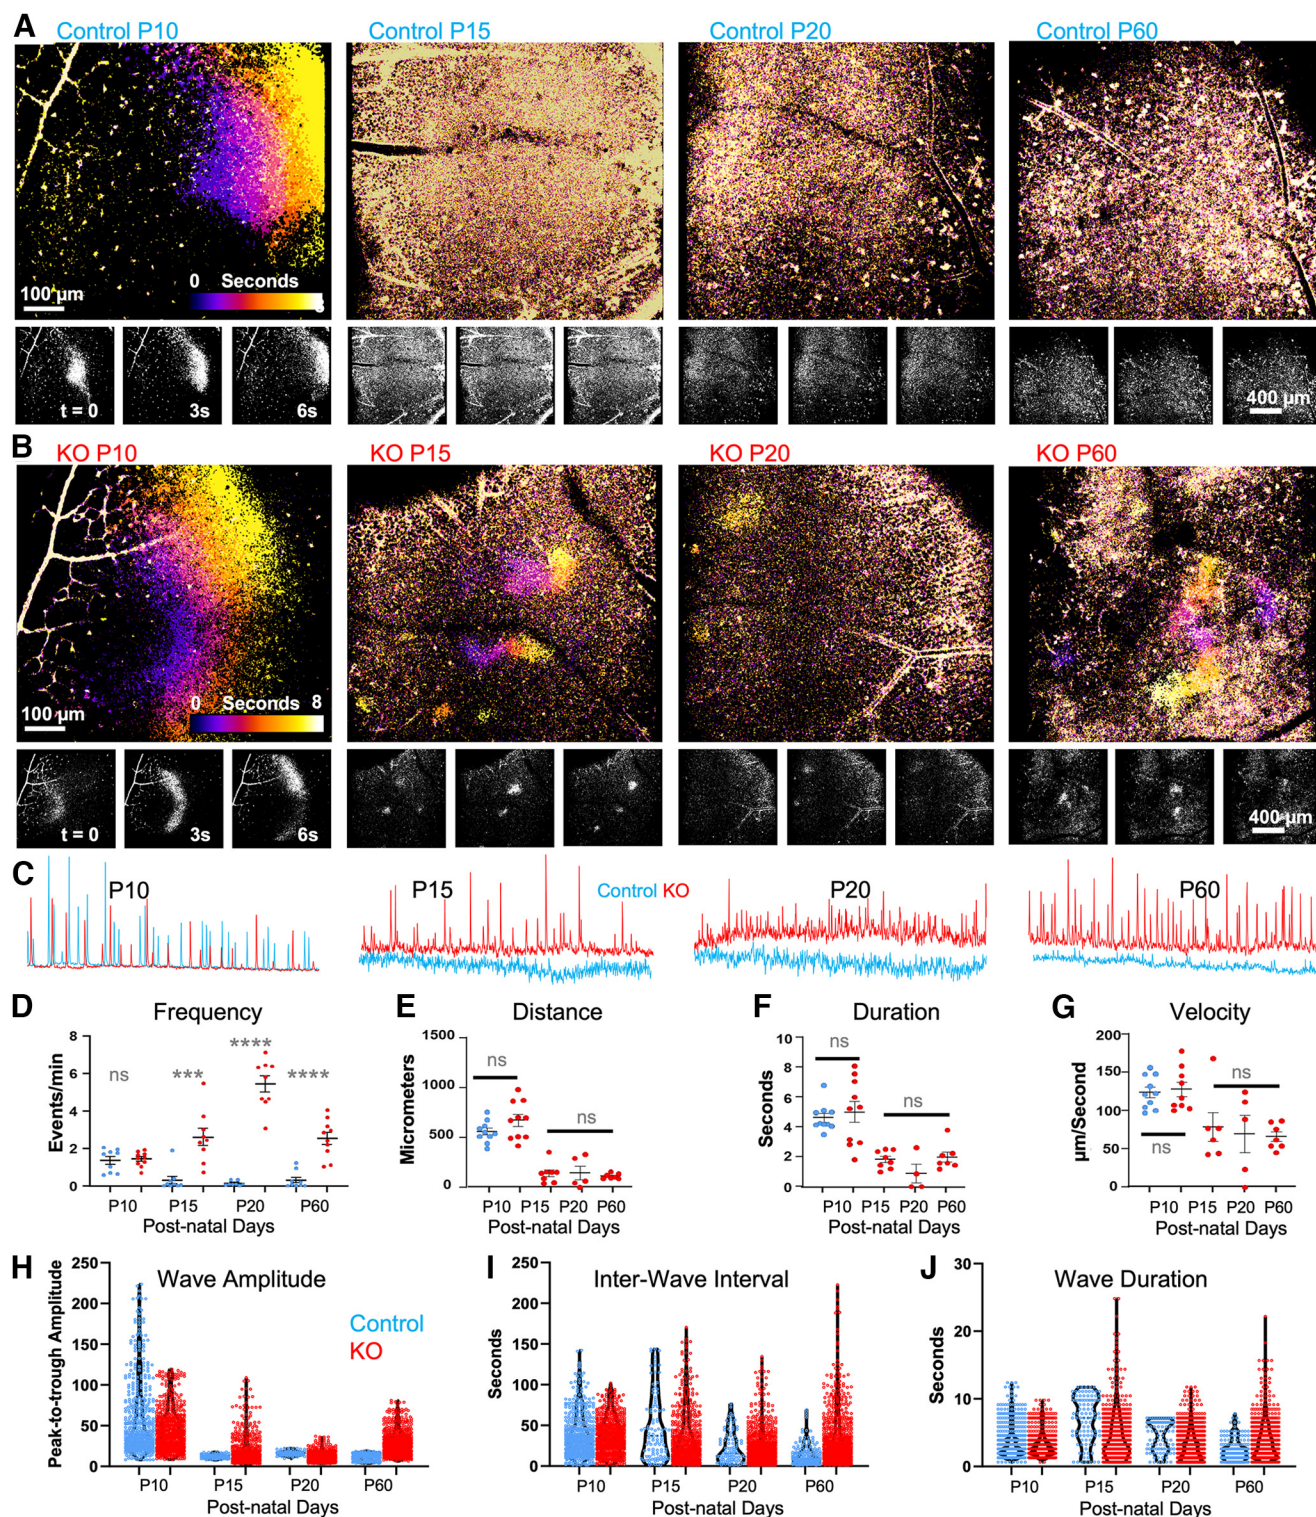 A
Control P10
Control P15
Control P20
Control P60
0 Seconds
100 µm
t = 0
3s
6s
400 µm
B
KO P10
KO P15
KO P20
KO P60
0 Seconds 8
100 µm
t = 0
3s
6s
400 µm
C
P10
P15
Control KO
P20
P60
D
Frequency
Events/min
8
6
4
2
0
ns
***
****
****
P10
P15
P20
P60
Post-natal Days
E
Distance
Micrometers
1500
1000
500
0
ns
ns
P10
P15
P20
P60
Post-natal Days
F
Duration
Seconds
10
8
6
4
2
0
ns
ns
P10
P15
P20
P60
Post-natal Days
G
Velocity
µm/Second
200
150
100
50
0
ns
ns
P10
P15
P20
P60
Post-natal Days
H
Wave Amplitude
Peak-to-trough Amplitude
250
200
150
100
50
0
Control
KO
P10
P15
P20
P60
Post-natal Days
I
Inter-Wave Interval
Seconds
250
200
150
100
50
0
P10
P15
P20
P60
Post-natal Days
J
Wave Duration
Seconds
30
20
10
0
P10
P15
P20
P60
Post-natal Days